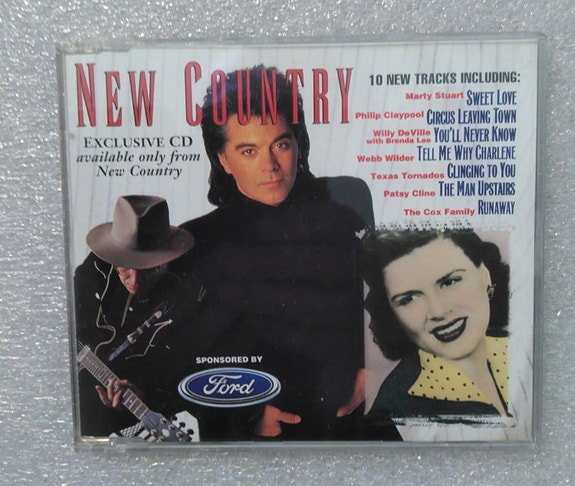 NEW COUNTRY
EXCLUSIVE CD
available only from
New Country
10 NEW TRACKS INCLUDING:
Marty Stuart SWEET LOVE
Philip Claypool CIRCUS LEAVING TOWN
Willy DeVille with Brenda Lee YOU'LL NEVER KNOW
Webb Wilder TELL ME WHY CHARLENE
Texas Tornados CLINGING TO YOU
Patsy Cline THE MAN UPSTAIRS
The Cox Family RUNAWAY
SPONSORED BY
Ford